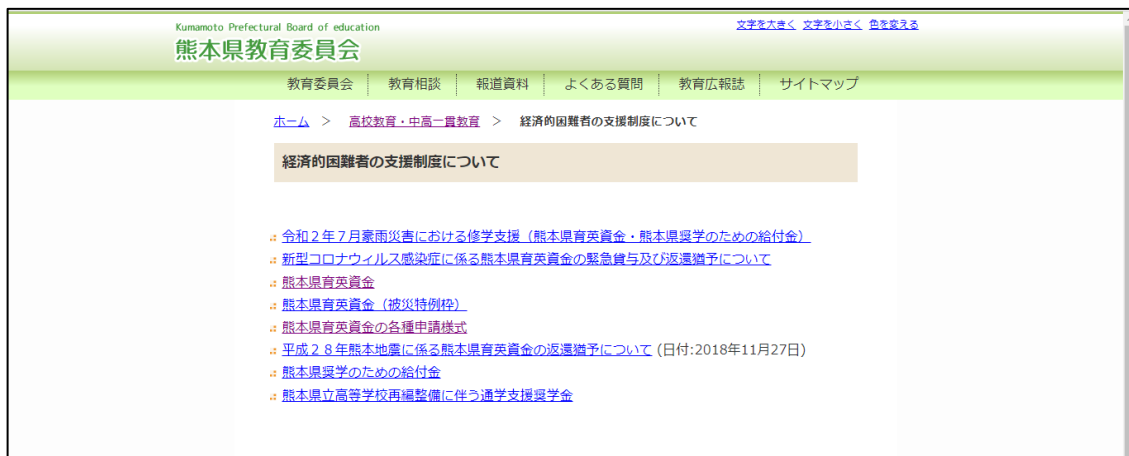 Kumamoto Prefectural Board of education
文字を大きく 文字を小さく 色を変える
熊本県教育委員会
教育委員会 教育相談 報道資料 よくある質問 教育広報誌 サイトマップ
ホーム ＞ 高校教育・中高一貫教育 ＞ 経済的困難者の支援制度について
経済的困難者の支援制度について
令和２年７月豪雨災害における修学支援（熊本県育英資金・熊本県奨学のための給付金）
新型コロナウィルス感染症に係る熊本県育英資金の緊急貸与及び返還猶予について
熊本県育英資金
熊本県育英資金（被災特例枠）
熊本県育英資金の各種申請様式
平成２８年熊本地震に係る熊本県育英資金の返還猶予について (日付:2018年11月27日)
熊本県奨学のための給付金
熊本県立高等学校再編整備に伴う通学支援奨学金